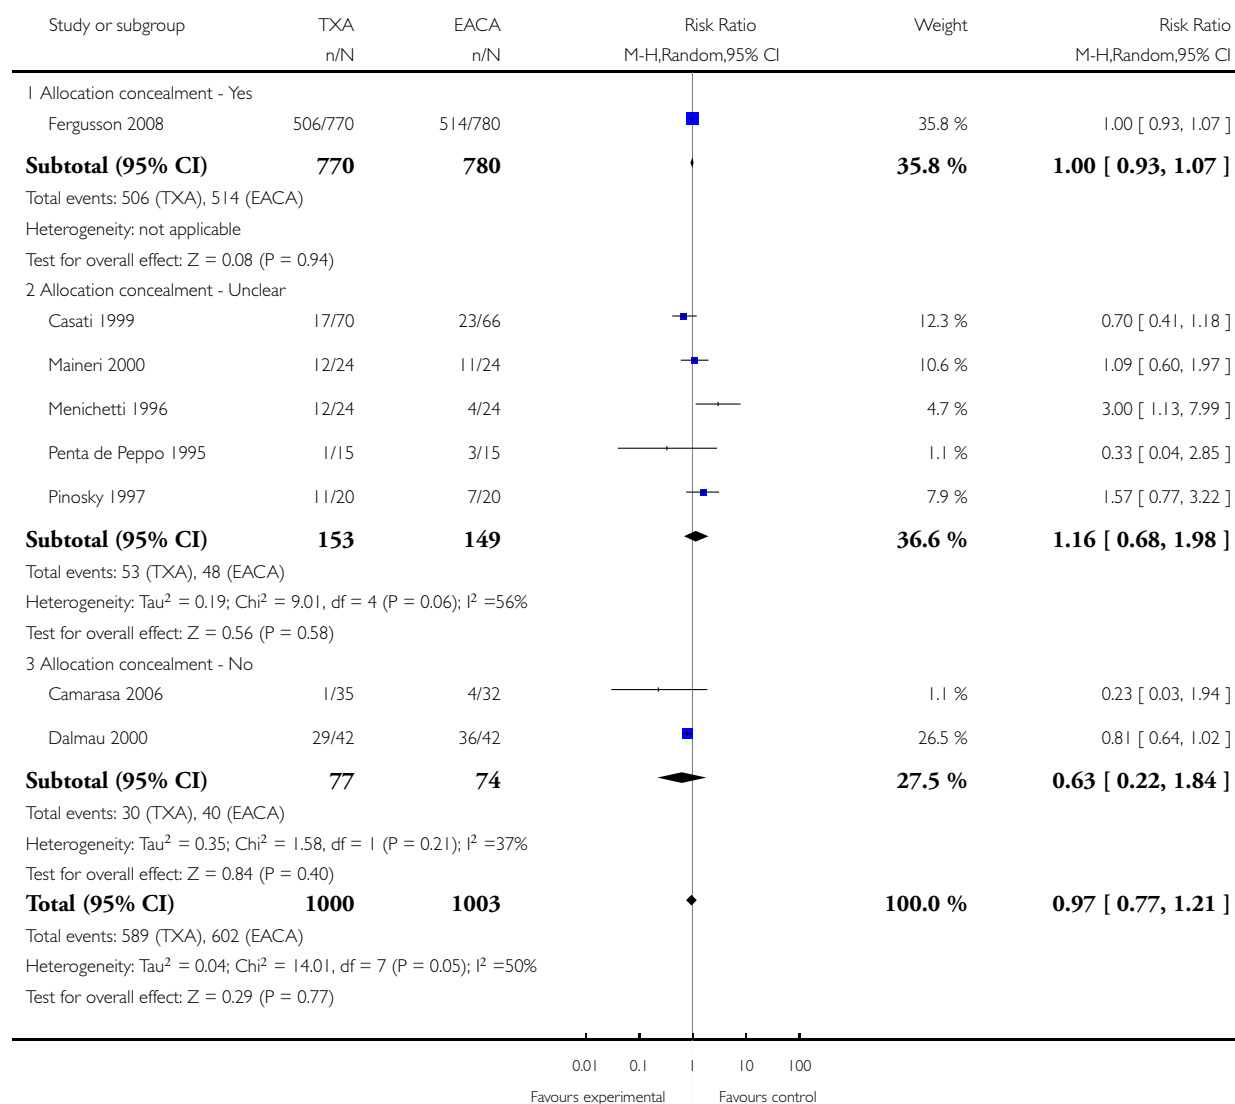 Study or subgroup TXA EACA Risk Ratio Weight Risk Ratio
n/N n/N M-H,Random,95% CI M-H,Random,95% CI
1 Allocation concealment - Yes
Fergusson 2008 506/770 514/780 35.8 % 1.00 [ 0.93, 1.07 ]
Subtotal (95% CI) 770 780 35.8 % 1.00 [ 0.93, 1.07 ]
Total events: 506 (TXA), 514 (EACA)
Heterogeneity: not applicable
Test for overall effect: Z = 0.08 (P = 0.94)
2 Allocation concealment - Unclear
Casati 1999 17/70 23/66 12.3 % 0.70 [ 0.41, 1.18 ]
Maineri 2000 12/24 11/24 10.6 % 1.09 [ 0.60, 1.97 ]
Menichetti 1996 12/24 4/24 4.7 % 3.00 [ 1.13, 7.99 ]
Penta de Peppo 1995 1/15 3/15 1.1 % 0.33 [ 0.04, 2.85 ]
Pinosky 1997 11/20 7/20 7.9 % 1.57 [ 0.77, 3.22 ]
Subtotal (95% CI) 153 149 36.6 % 1.16 [ 0.68, 1.98 ]
Total events: 53 (TXA), 48 (EACA)
Heterogeneity: Tau² = 0.19; Chi² = 9.01, df = 4 (P = 0.06); I² =56%
Test for overall effect: Z = 0.56 (P = 0.58)
3 Allocation concealment - No
Camarasa 2006 1/35 4/32 1.1 % 0.23 [ 0.03, 1.94 ]
Dalmau 2000 29/42 36/42 26.5 % 0.81 [ 0.64, 1.02 ]
Subtotal (95% CI) 77 74 27.5 % 0.63 [ 0.22, 1.84 ]
Total events: 30 (TXA), 40 (EACA)
Heterogeneity: Tau² = 0.35; Chi² = 1.58, df = 1 (P = 0.21); I² =37%
Test for overall effect: Z = 0.84 (P = 0.40)
Total (95% CI) 1000 1003 100.0 % 0.97 [ 0.77, 1.21 ]
Total events: 589 (TXA), 602 (EACA)
Heterogeneity: Tau² = 0.04; Chi² = 14.01, df = 7 (P = 0.05); I² =50%
Test for overall effect: Z = 0.29 (P = 0.77)
0.01 0.1 1 10 100
Favours experimental Favours control